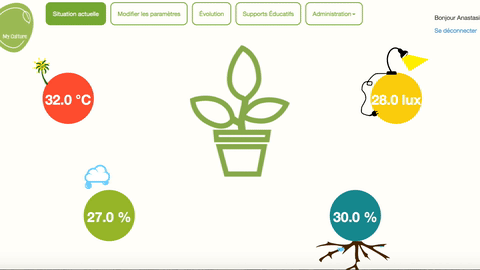 Situation actuelle
Modifier les paramètres
Évolution
Supports Éducatifs
Administration
Bonjour Anastasi
Se déconnecter
My Culture
32.0 °C
28.0 lux
27.0 %
30.0 %